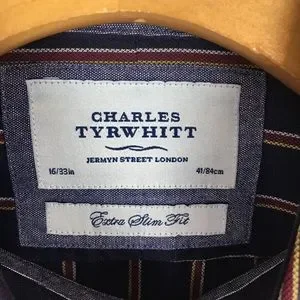 CHARLES
TYRWHITT
JERMYN STREET LONDON
16/33in 41/84cm
Extra Slim Fit